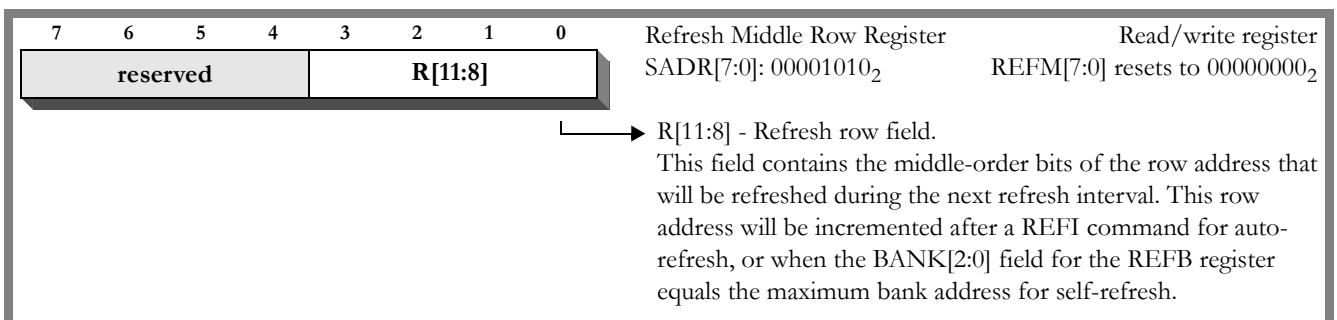 7 6 5 4 3 2 1 0
reserved R[11:8]
Refresh Middle Row Register Read/write register
SADR[7:0]: 00001010₂ REFM[7:0] resets to 00000000₂
R[11:8] - Refresh row field.
This field contains the middle-order bits of the row address that
will be refreshed during the next refresh interval. This row
address will be incremented after a REFI command for auto-
refresh, or when the BANK[2:0] field for the REFB register
equals the maximum bank address for self-refresh.